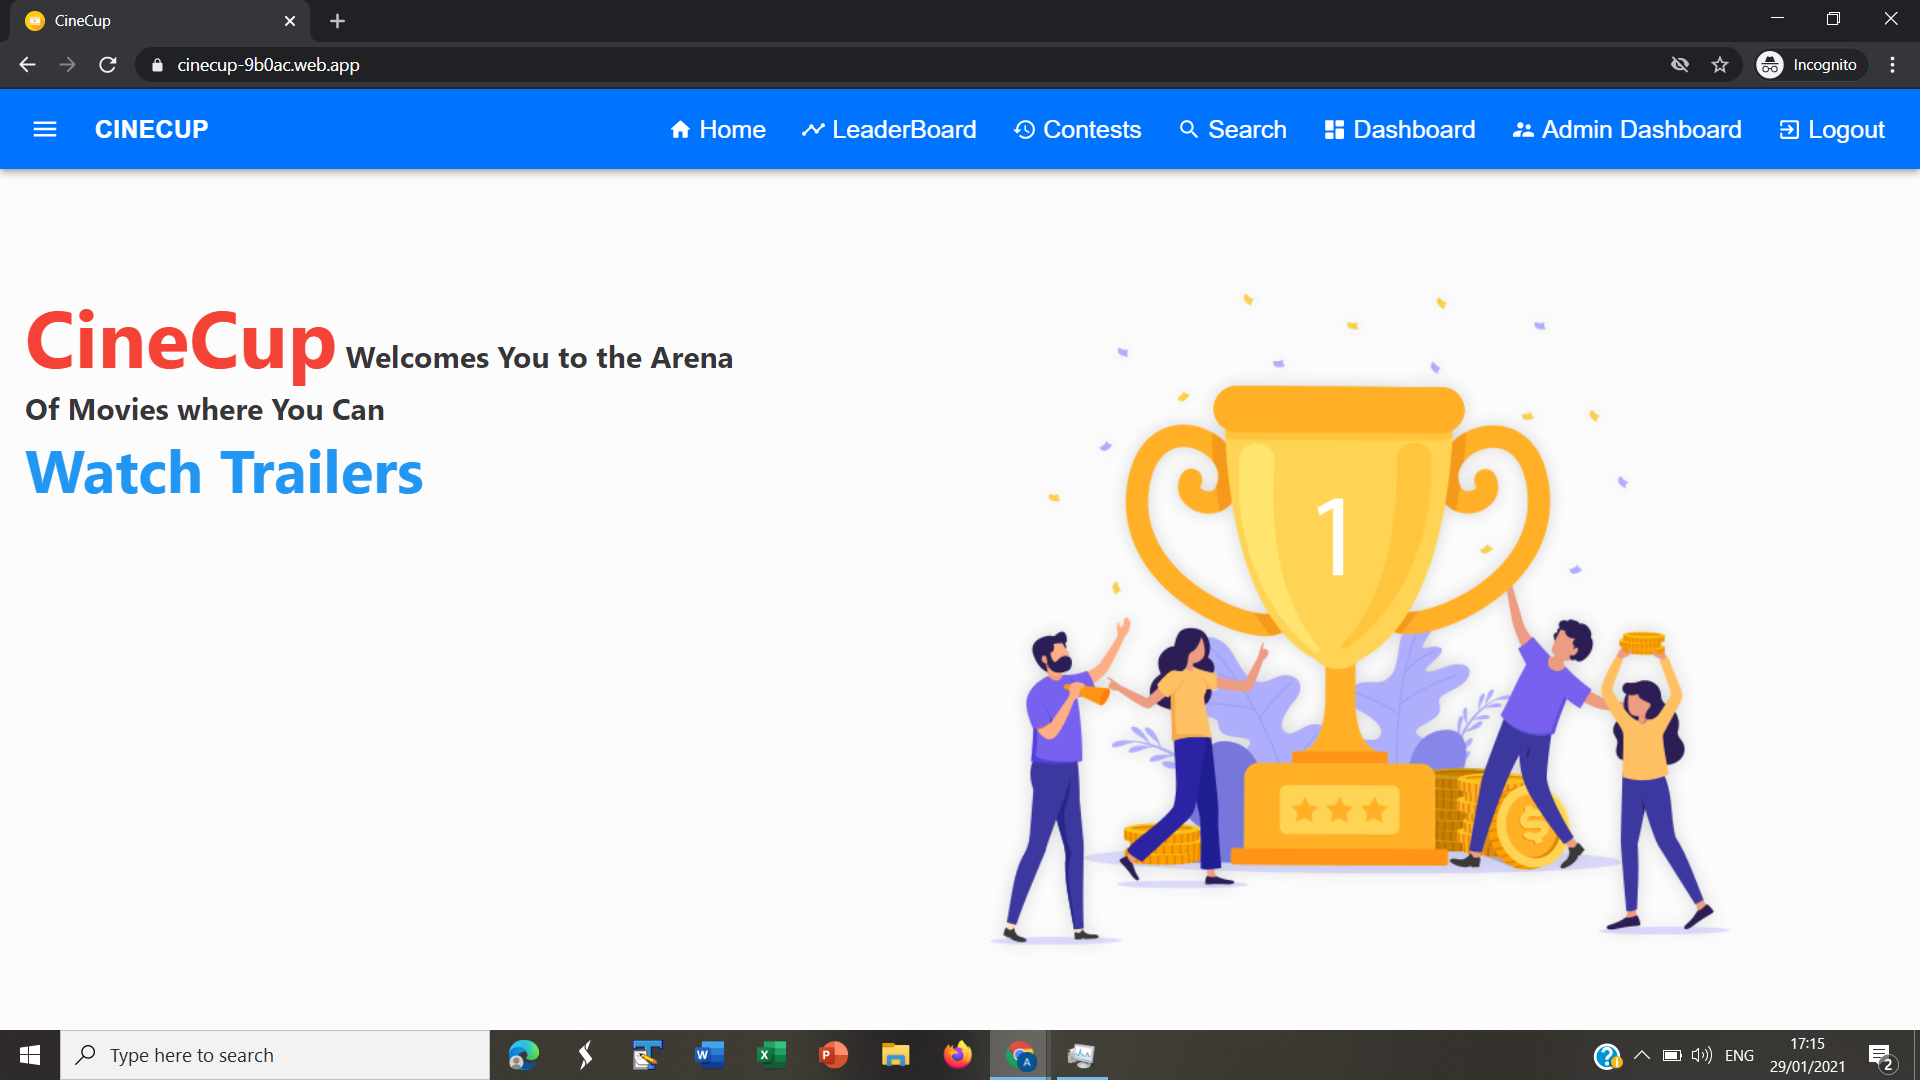 CineCup
cinecup-9b0ac.web.app
Incognito
CINECUP
Home
LeaderBoard
Contests
Search
Dashboard
Admin Dashboard
Logout
CineCup Welcomes You to the Arena
Of Movies where You Can
Watch Trailers
1
$
Type here to search
W
X
P
A
ENG
17:15
29/01/2021
2